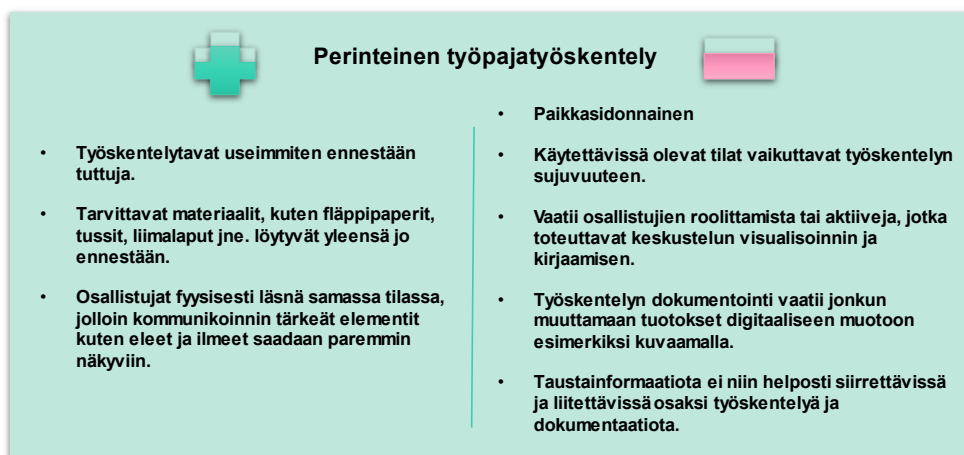 Perinteinen työpajatyöskentely
• Työskentelytavat useimmiten ennestään
tuttuja.
• Tarvittavat materiaalit, kuten fläppipaperit,
tussit, liimalaput jne. löytyvät yleensä jo
ennestään.
• Osallistujat fyysisesti läsnä samassa tilassa,
jolloin kommunikoinnin tärkeät elementit
kuten eleet ja ilmeet saadaan paremmin
näkyviin.
• Paikkasidonnainen
• Käytettävissä olevat tilat vaikuttavat työskentelyn
sujuvuuteen.
• Vaatii osallistujien roolittamista tai aktiiveja, jotka
toteuttavat keskustelun visualisoinnin ja
kirjaamisen.
• Työskentelyn dokumentointi vaatii jonkun
muuttamaan tuotokset digitaaliseen muotoon
esimerkiksi kuvaamalla.
• Taustainformaatiota ei niin helposti siirrettävissä
ja liitettävissä osaksi työskentelyä ja
dokumentaatiota.